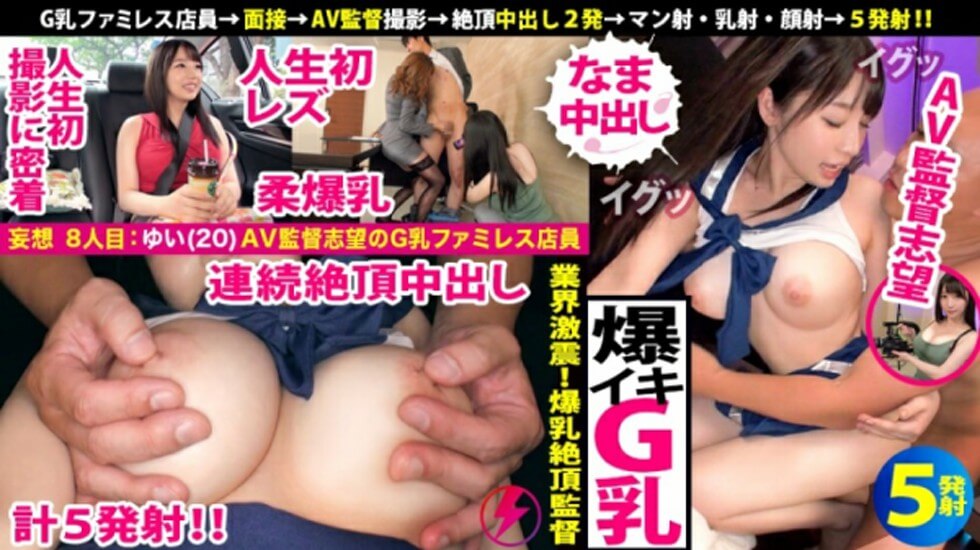 G乳ファミレス店員→面接→AV監督撮影→絶頂中出し2発→マン射・乳射・顔射→5発射!!
人生初
撮影に密着
人生初
レズ
柔爆乳
なま
中出し
イグッ
イグッ
AV監督志望
妄想 8人目：ゆい(20)AV監督志望のG乳ファミレス店員
連続絶頂中出し
業界激震！爆乳絶頂監督
爆
イキ
G
乳
計5発射!!
5発射